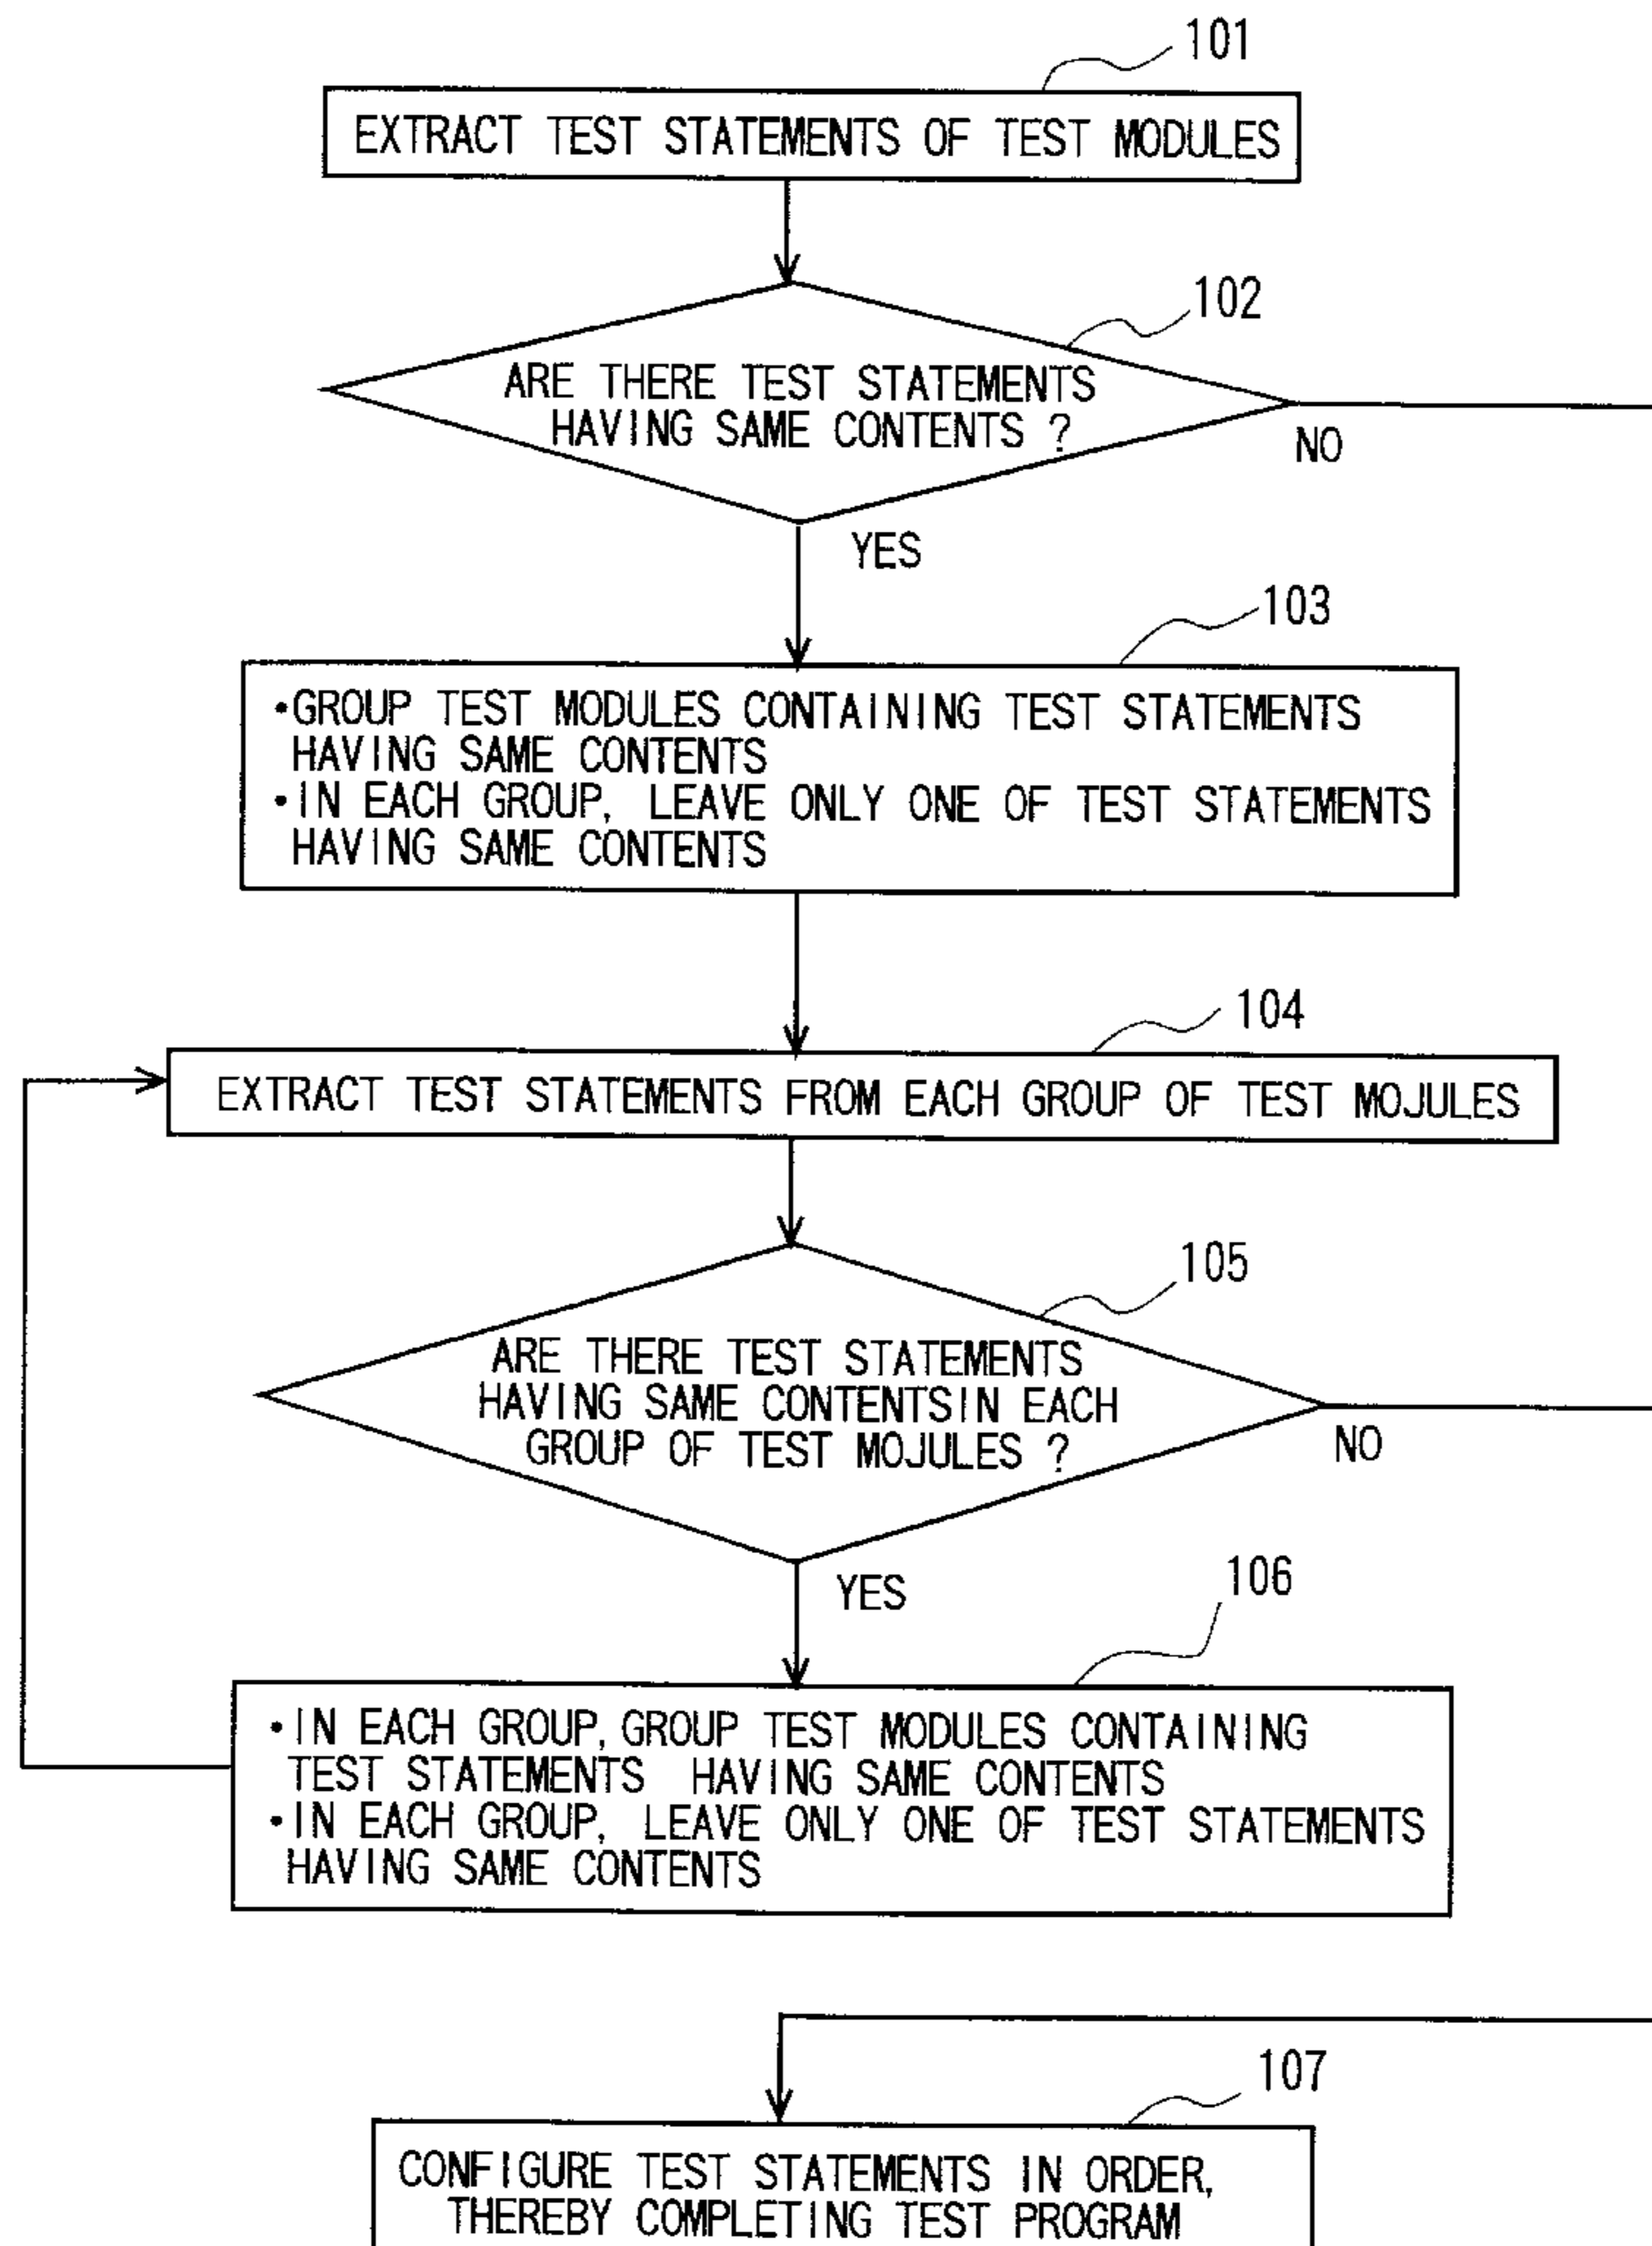 101
EXTRACT TEST STATEMENTS OF TEST MODULES
102
ARE THERE TEST STATEMENTS
HAVING SAME CONTENTS ?
NO
YES
103
•GROUP TEST MODULES CONTAINING TEST STATEMENTS
HAVING SAME CONTENTS
•IN EACH GROUP, LEAVE ONLY ONE OF TEST STATEMENTS
HAVING SAME CONTENTS
104
EXTRACT TEST STATEMENTS FROM EACH GROUP OF TEST MOJULES
105
ARE THERE TEST STATEMENTS
HAVING SAME CONTENTSIN EACH
GROUP OF TEST MOJULES ?
NO
YES
106
•IN EACH GROUP, GROUP TEST MODULES CONTAINING
TEST STATEMENTS HAVING SAME CONTENTS
•IN EACH GROUP, LEAVE ONLY ONE OF TEST STATEMENTS
HAVING SAME CONTENTS
107
CONFIGURE TEST STATEMENTS IN ORDER,
THEREBY COMPLETING TEST PROGRAM